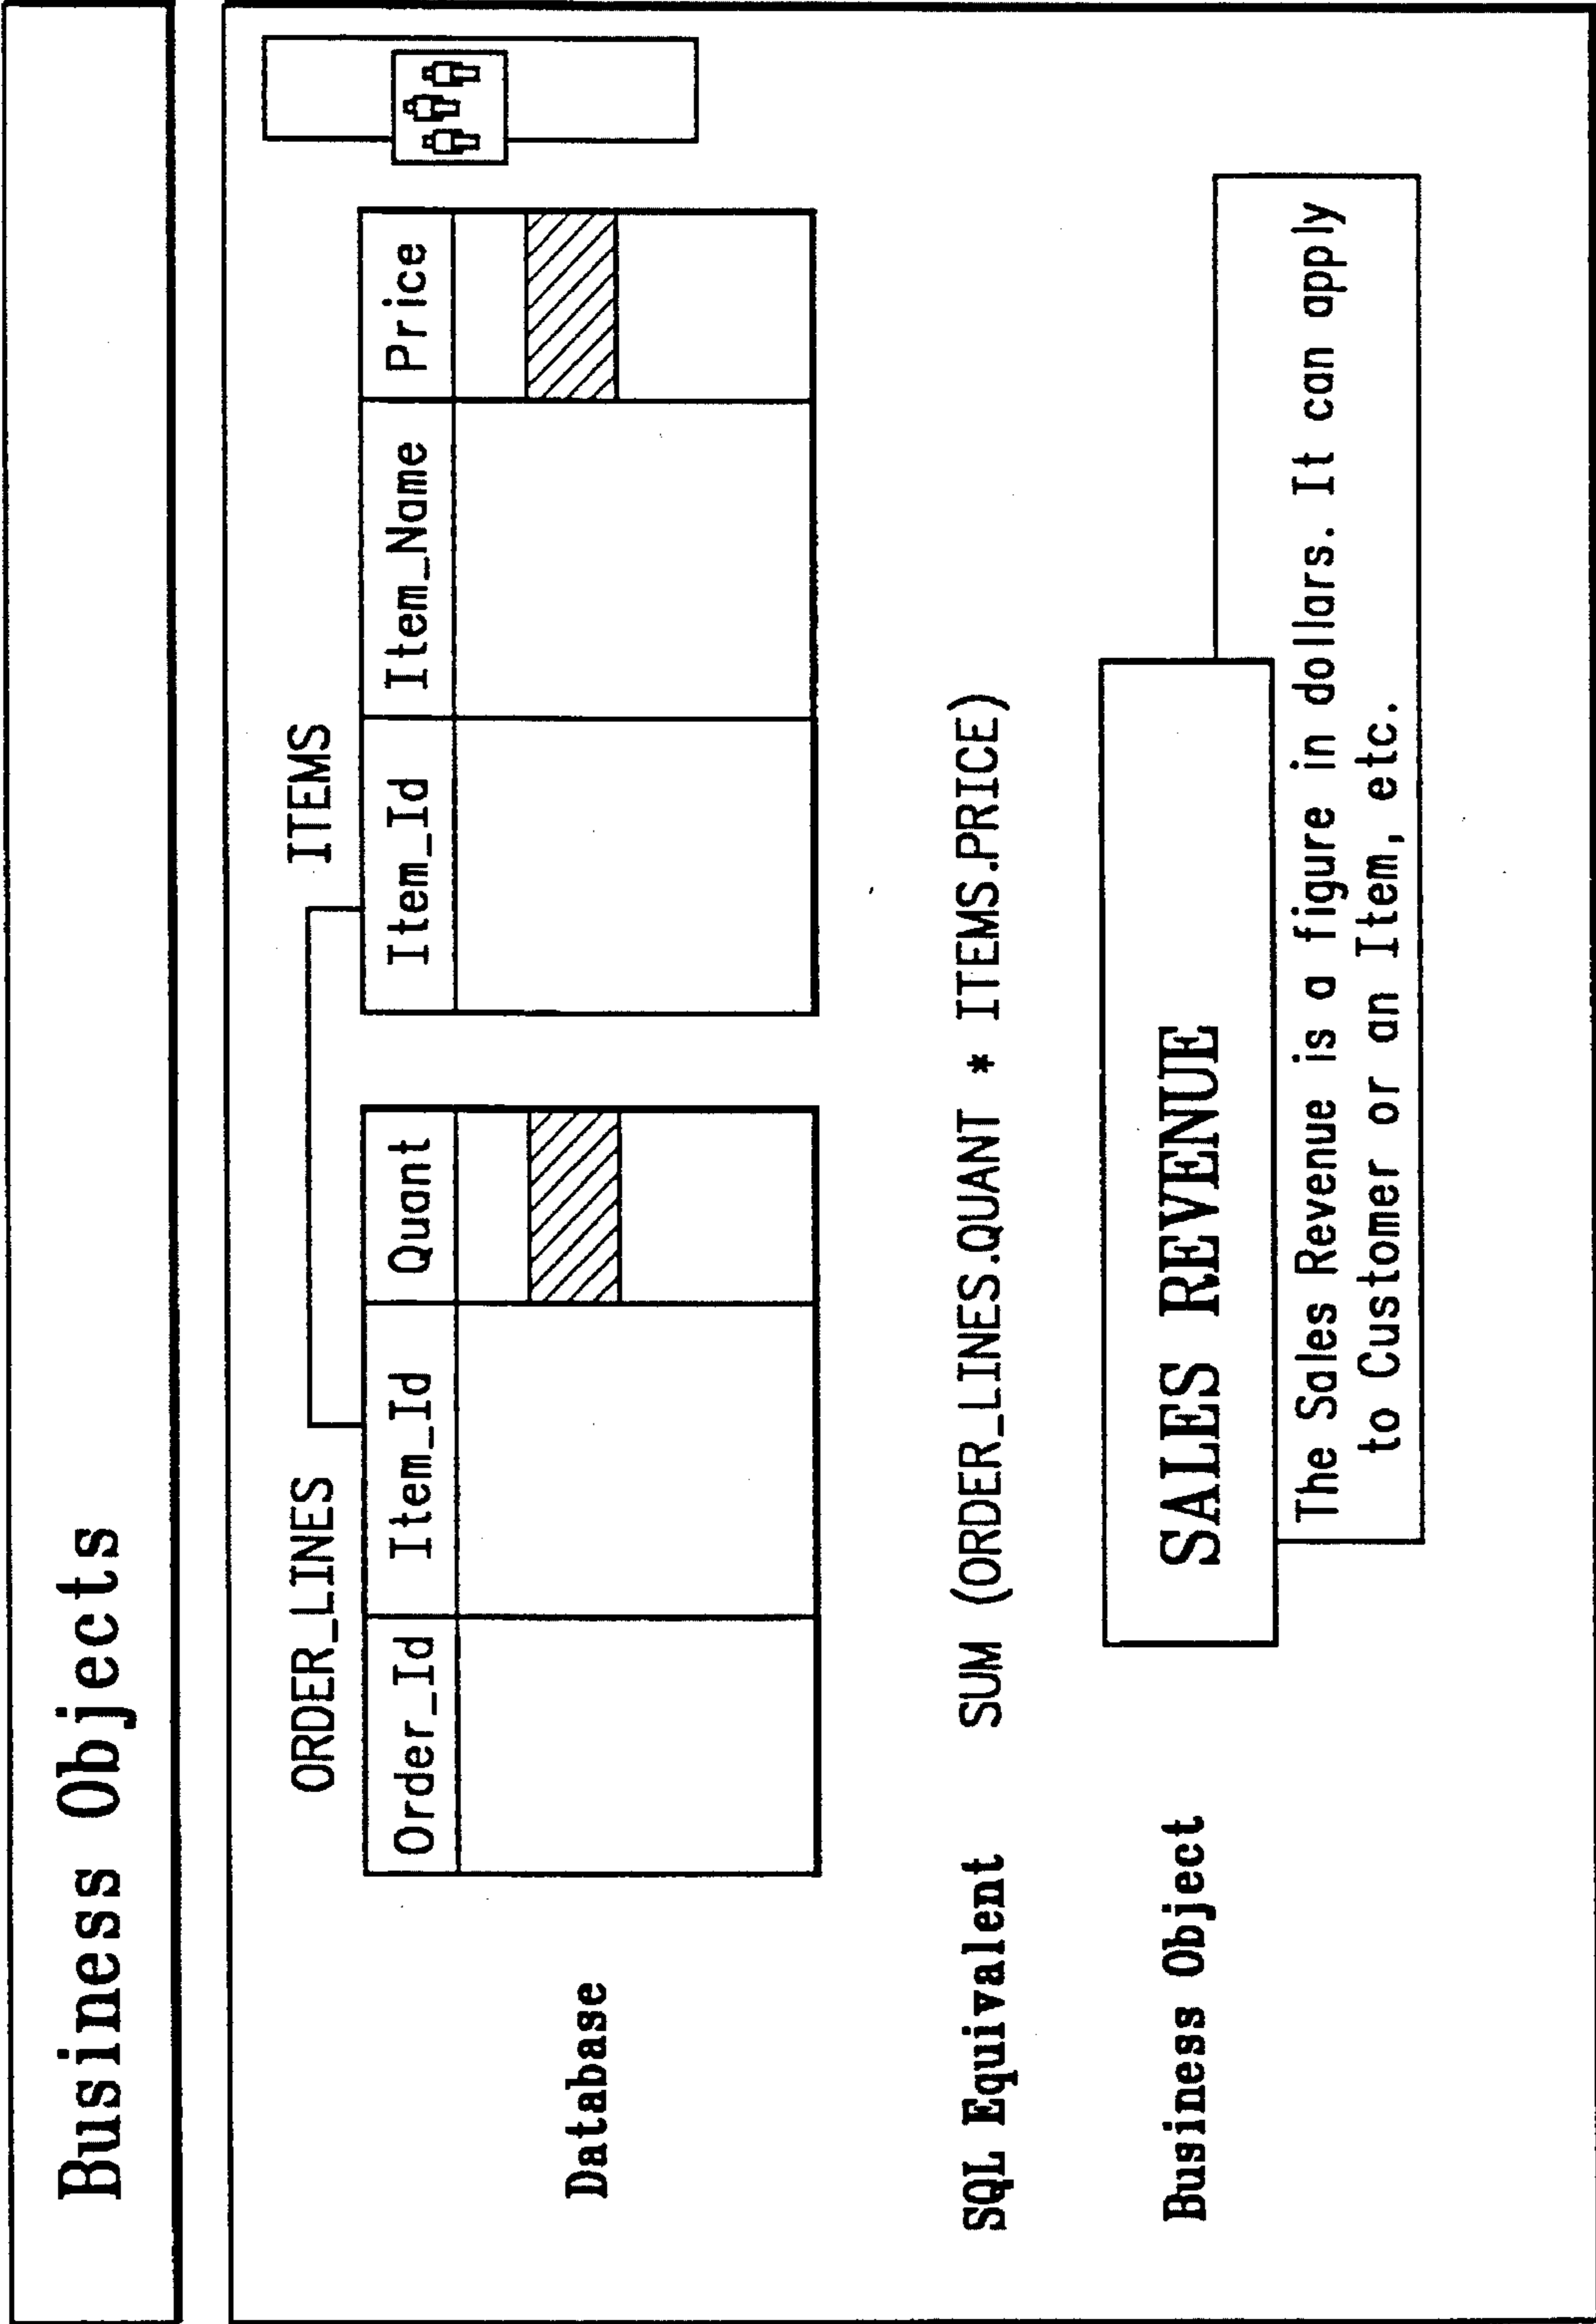 Business Objects
ORDER_LINES
ITEMS
Order_Id Item_Id Quant
Item_Id Item_Name Price
Database
SQL Equivalent
SUM (ORDER_LINES.QUANT * ITEMS.PRICE)
Business Object
SALES REVENUE
The Sales Revenue is a figure in dollars. It can apply
to Customer or an Item, etc.